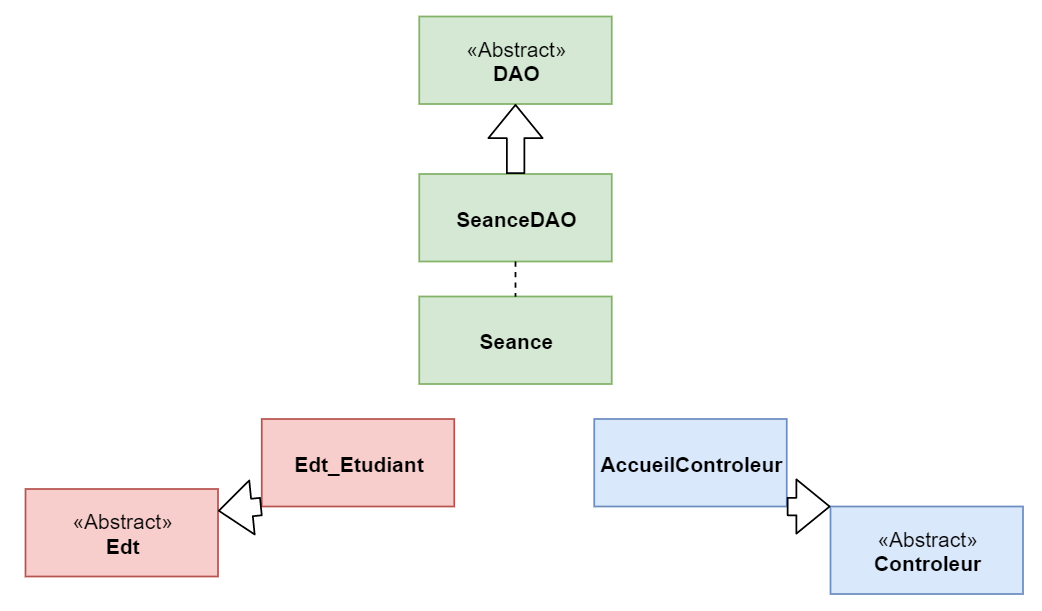 «Abstract»
DAO
SeanceDAO
Seance
Edt_Etudiant
AccueilControleur
«Abstract»
Edt
«Abstract»
Controleur